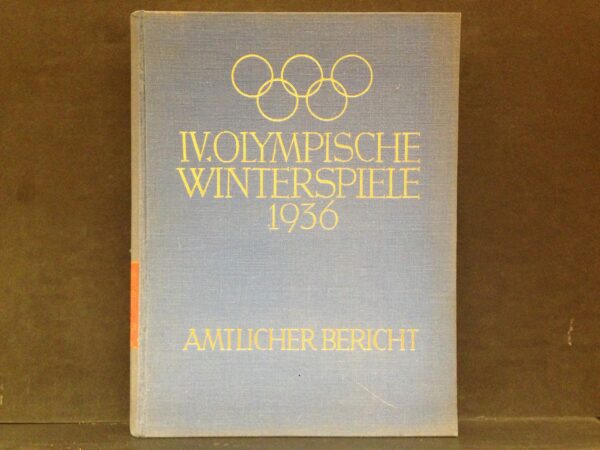 IV. OLYMPISCHE
WINTERSPIELE
1936
AMTLICHER BERICHT